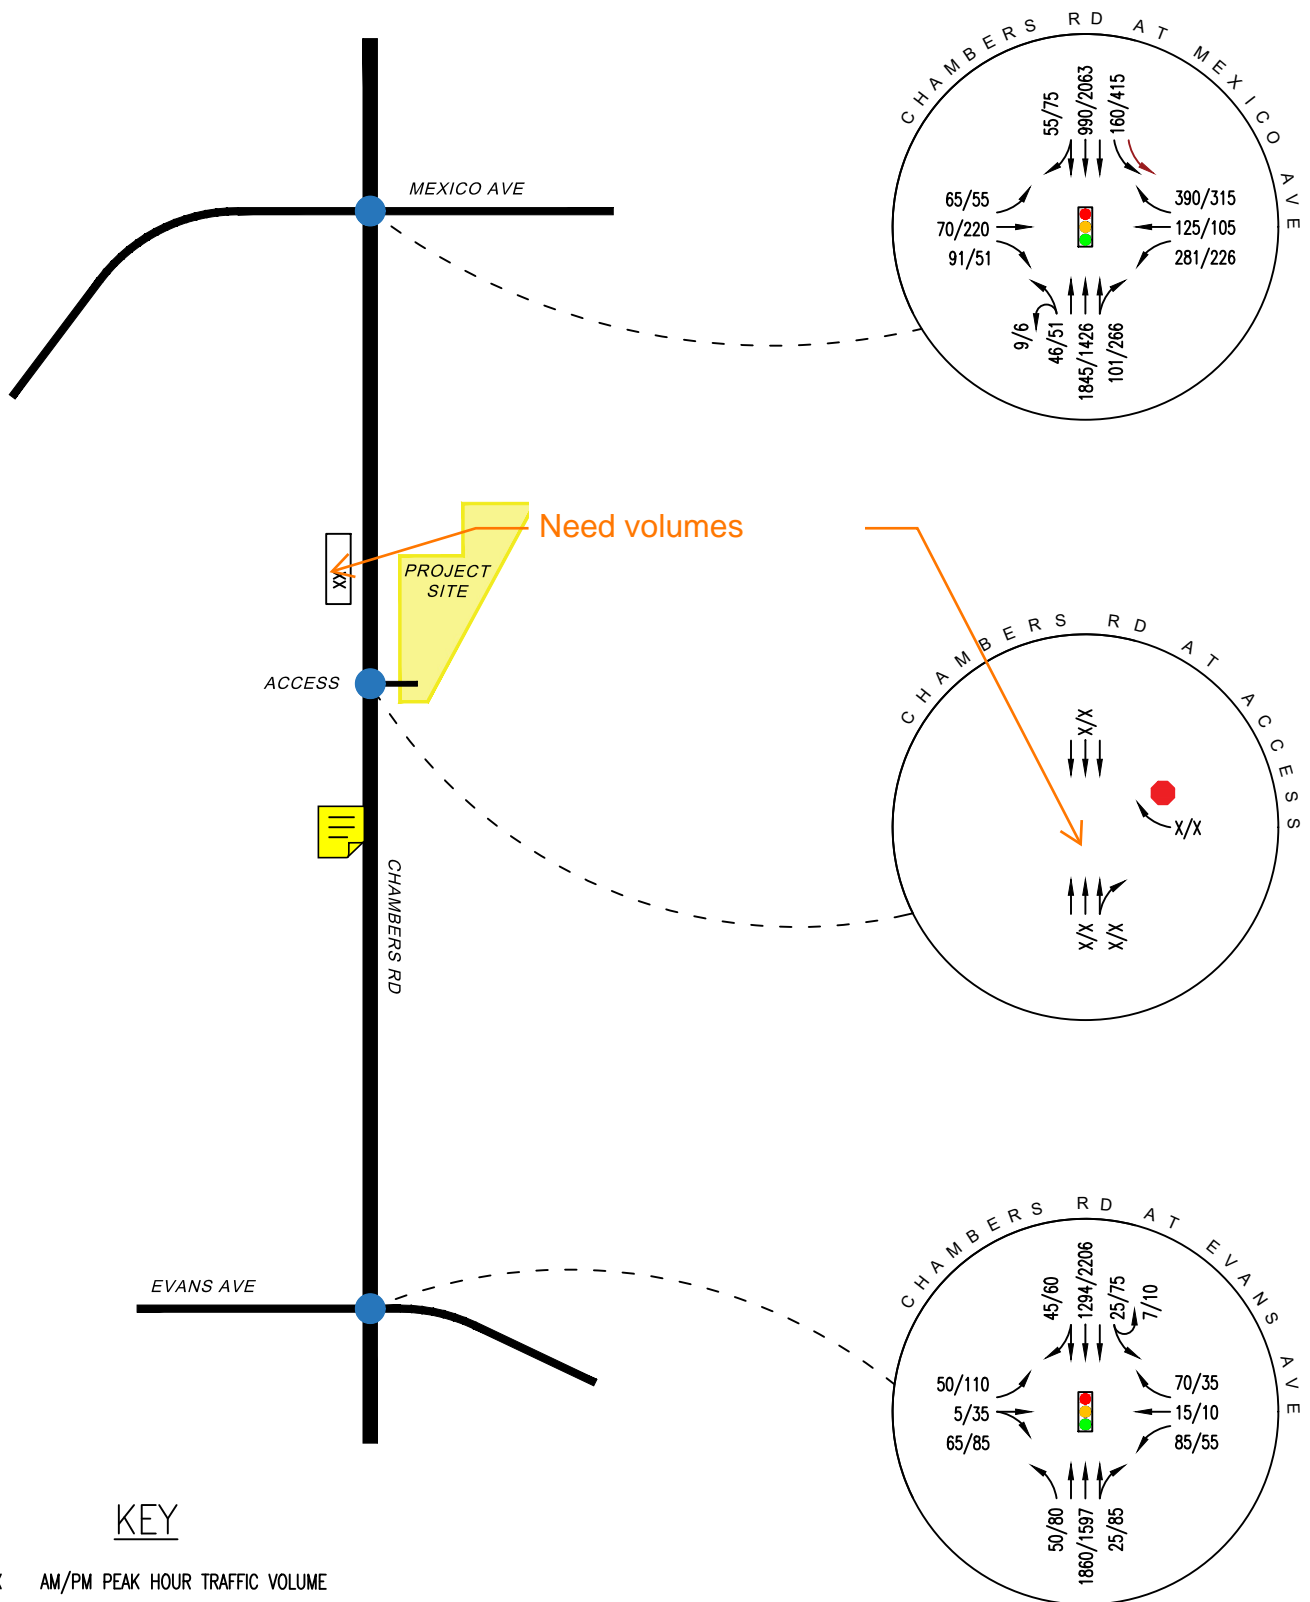 CHAMBERS RD AT MEXICO AVE
55/75
990/2063
160/415
65/55
70/220
91/51
390/315
125/105
281/226
9/6
46/51
1845/1426
101/266
MEXICO AVE
Need volumes
XX
PROJECT
SITE
ACCESS
CHAMBERS RD
CHAMBERS RD AT ACCESS
X/X
X/X
X/X
X/X
EVANS AVE
CHAMBERS RD AT EVANS AVE
45/60
1294/2206
25/75
7/10
50/110
5/35
65/85
70/35
15/10
85/55
50/80
1860/1597
25/85
KEY
X AM/PM PEAK HOUR TRAFFIC VOLUME